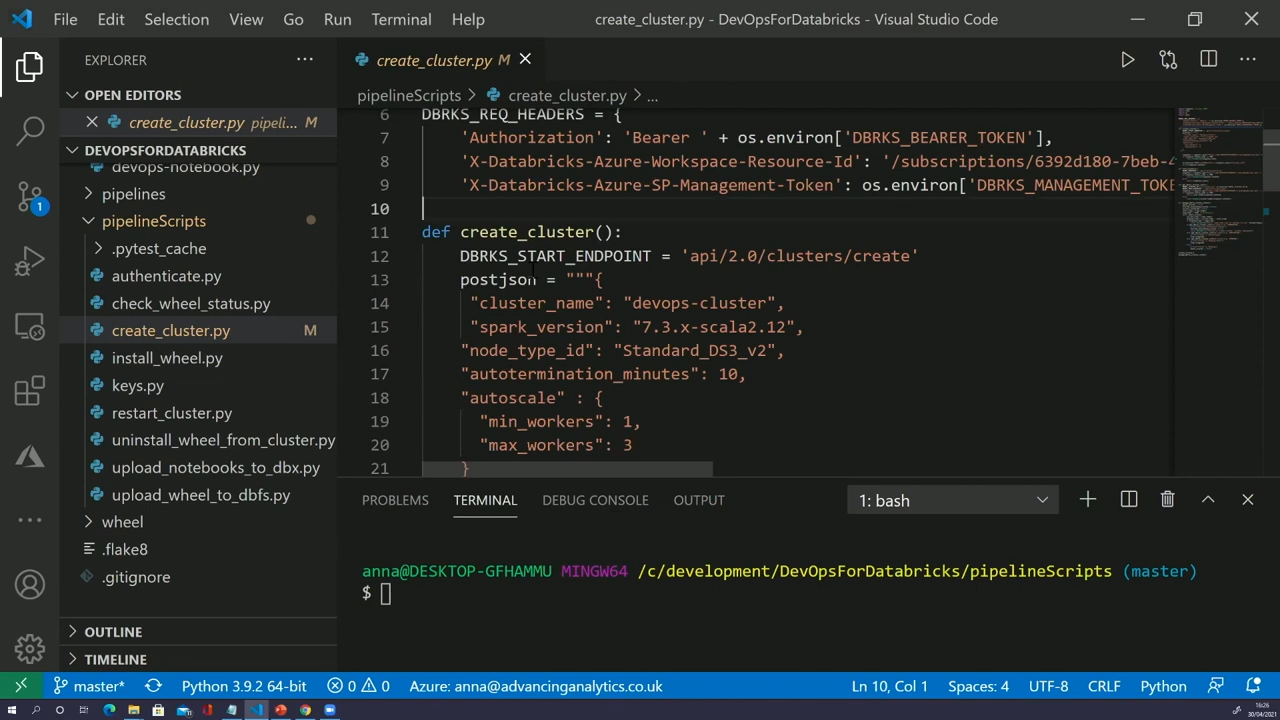 File Edit Selection View Go Run Terminal Help create_cluster.py - DevOpsForDatabricks - Visual Studio Code
EXPLORER
OPEN EDITORS
create_cluster.py pipeli... M
DEVOPSFORDATABRICKS
devops-notebook.py
pipelines
pipelineScripts
.pytest_cache
authenticate.py
check_wheel_status.py
create_cluster.py M
install_wheel.py
keys.py
restart_cluster.py
uninstall_wheel_from_cluster.py
upload_notebooks_to_dbx.py
upload_wheel_to_dbfs.py
wheel
.flake8
.gitignore
OUTLINE
TIMELINE
1
create_cluster.py M
pipelineScripts > create_cluster.py > ...
6 DBRKS_REQ_HEADERS = {
7 'Authorization': 'Bearer ' + os.environ['DBRKS_BEARER_TOKEN'],
8 'X-Databricks-Azure-Workspace-Resource-Id': '/subscriptions/6392d180-7beb-4
9 'X-Databricks-Azure-SP-Management-Token': os.environ['DBRKS_MANAGEMENT_TOKE
10
11 def create_cluster():
12 DBRKS_START_ENDPOINT = 'api/2.0/clusters/create'
13 postjson = """{
14 "cluster_name": "devops-cluster",
15 "spark_version": "7.3.x-scala2.12",
16 "node_type_id": "Standard_DS3_v2",
17 "autotermination_minutes": 10,
18 "autoscale" : {
19 "min_workers": 1,
20 "max_workers": 3
21 }
PROBLEMS TERMINAL DEBUG CONSOLE OUTPUT 1: bash
anna@DESKTOP-GFHAMMU MINGW64 /c/development/DevOpsForDatabricks/pipelineScripts (master)
$
master* Python 3.9.2 64-bit 0 0 Azure: anna@advancinganalytics.co.uk Ln 10, Col 1 Spaces: 4 UTF-8 CRLF Python
16:26
30/04/2021